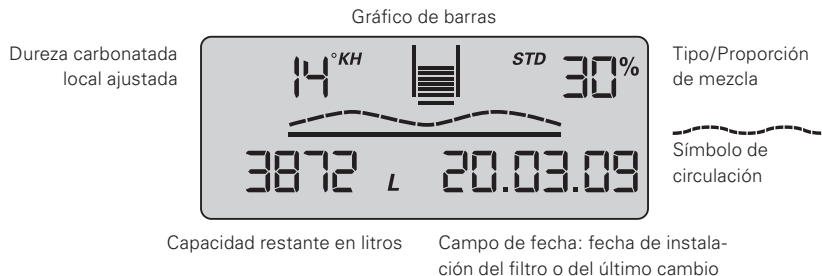 Gráfico de barras
Dureza carbonatada
local ajustada
14 °KH
STD 30%
Tipo/Proporción
de mezcla
Símbolo de
circulación
3872 L 20.03.09
Capacidad restante en litros
Campo de fecha: fecha de instala-
ción del filtro o del último cambio